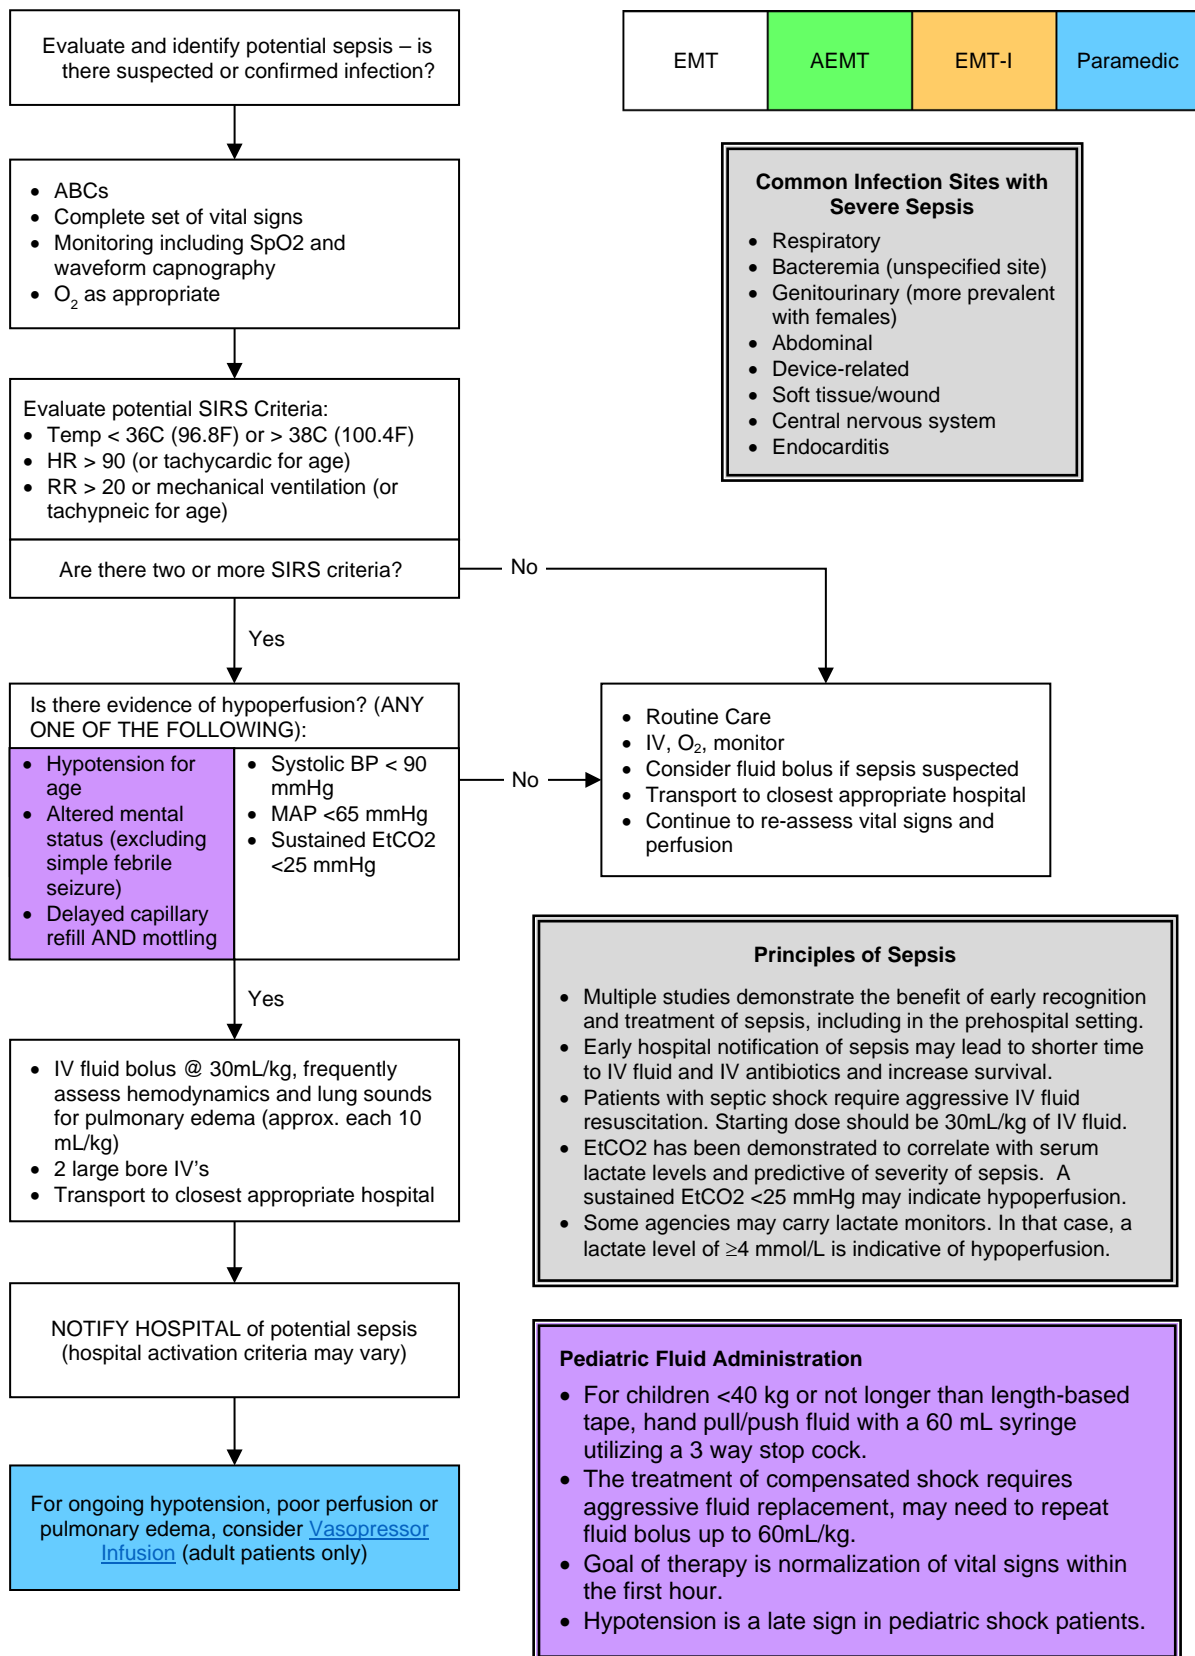 Evaluate and identify potential sepsis – is
there suspected or confirmed infection?
EMT
AEMT
EMT-I
Paramedic
• ABCs
• Complete set of vital signs
• Monitoring including SpO2 and
waveform capnography
• O2 as appropriate
Common Infection Sites with
Severe Sepsis
• Respiratory
• Bacteremia (unspecified site)
• Genitourinary (more prevalent
with females)
• Abdominal
• Device-related
• Soft tissue/wound
• Central nervous system
• Endocarditis
Evaluate potential SIRS Criteria:
• Temp < 36C (96.8F) or > 38C (100.4F)
• HR > 90 (or tachycardic for age)
• RR > 20 or mechanical ventilation (or
tachypneic for age)
Are there two or more SIRS criteria?
No
Yes
Is there evidence of hypoperfusion? (ANY
ONE OF THE FOLLOWING):
• Hypotension for
age
• Altered mental
status (excluding
simple febrile
seizure)
• Delayed capillary
refill AND mottling
• Systolic BP < 90
mmHg
• MAP <65 mmHg
• Sustained EtCO2
<25 mmHg
No
• Routine Care
• IV, O2, monitor
• Consider fluid bolus if sepsis suspected
• Transport to closest appropriate hospital
• Continue to re-assess vital signs and
perfusion
Yes
• IV fluid bolus @ 30mL/kg, frequently
assess hemodynamics and lung sounds
for pulmonary edema (approx. each 10
mL/kg)
• 2 large bore IV's
• Transport to closest appropriate hospital
Principles of Sepsis
• Multiple studies demonstrate the benefit of early recognition
and treatment of sepsis, including in the prehospital setting.
• Early hospital notification of sepsis may lead to shorter time
to IV fluid and IV antibiotics and increase survival.
• Patients with septic shock require aggressive IV fluid
resuscitation. Starting dose should be 30mL/kg of IV fluid.
• EtCO2 has been demonstrated to correlate with serum
lactate levels and predictive of severity of sepsis. A
sustained EtCO2 <25 mmHg may indicate hypoperfusion.
• Some agencies may carry lactate monitors. In that case, a
lactate level of ≥4 mmol/L is indicative of hypoperfusion.
NOTIFY HOSPITAL of potential sepsis
(hospital activation criteria may vary)
For ongoing hypotension, poor perfusion or
pulmonary edema, consider Vasopressor
Infusion (adult patients only)
Pediatric Fluid Administration
• For children <40 kg or not longer than length-based
tape, hand pull/push fluid with a 60 mL syringe
utilizing a 3 way stop cock.
• The treatment of compensated shock requires
aggressive fluid replacement, may need to repeat
fluid bolus up to 60mL/kg.
• Goal of therapy is normalization of vital signs within
the first hour.
• Hypotension is a late sign in pediatric shock patients.